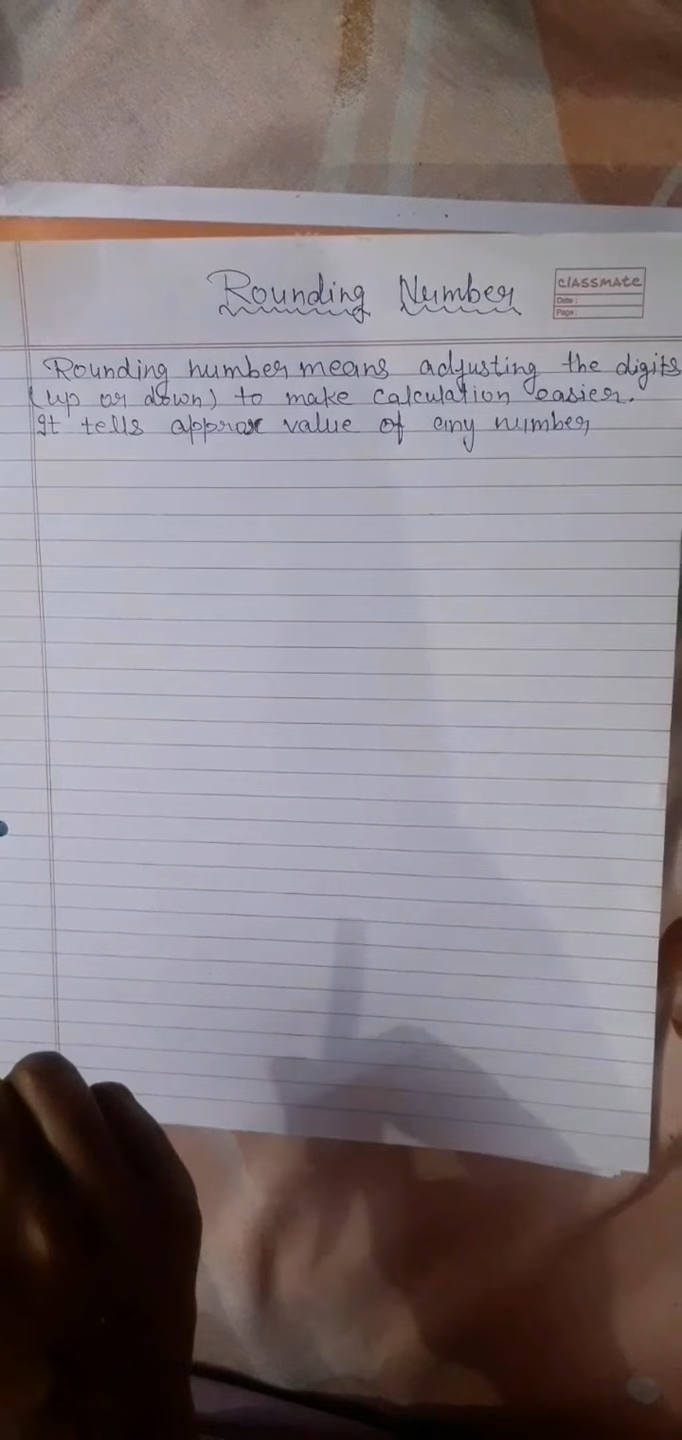 Rounding Number
CLASSMATE
Date :
Page :
Rounding number means adjusting the digits
(up or down) to make calculation easier.
It tells approx value of any number